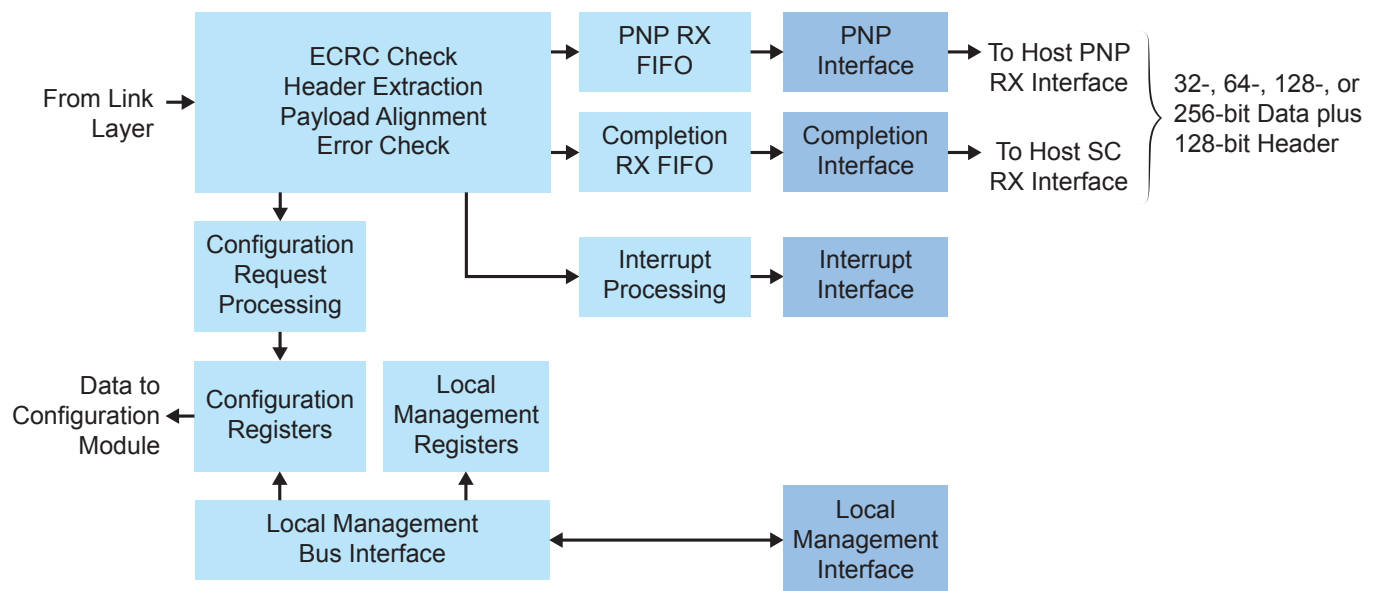 From Link
Layer
ECRC Check
Header Extraction
Payload Alignment
Error Check
PNP RX
FIFO
PNP
Interface
To Host PNP
RX Interface
Completion
RX FIFO
Completion
Interface
To Host SC
RX Interface
32-, 64-, 128-, or
256-bit Data plus
128-bit Header
Configuration
Request
Processing
Interrupt
Processing
Interrupt
Interface
Data to
Configuration
Module
Configuration
Registers
Local
Management
Registers
Local Management
Bus Interface
Local
Management
Interface